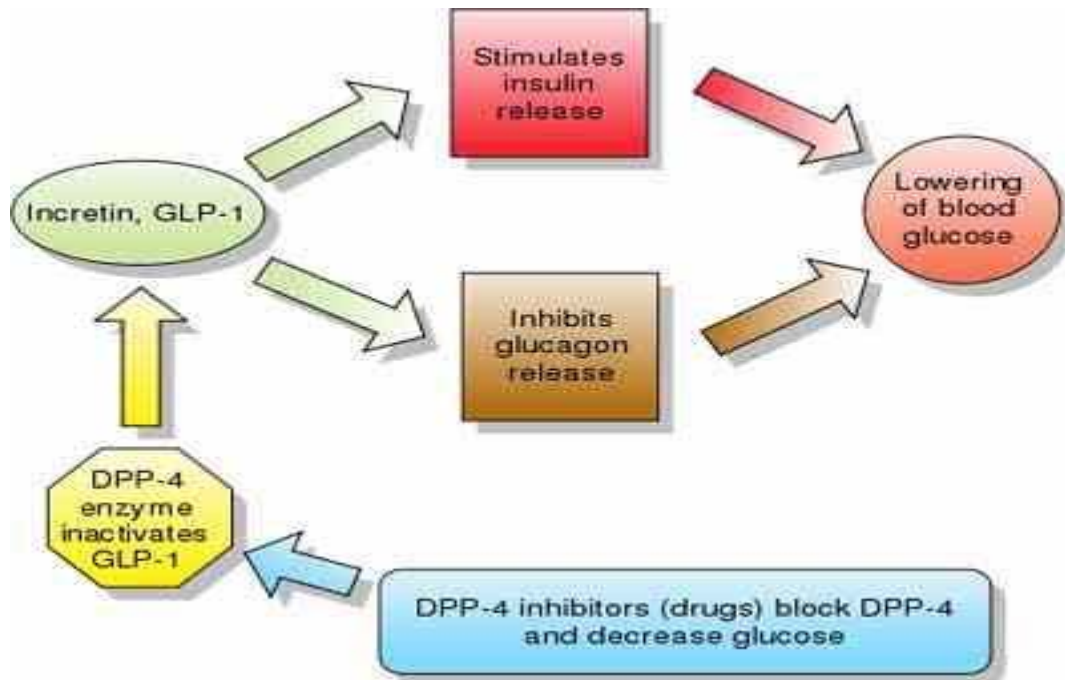 Stimulates
insulin
release
Incretin, GLP-1
Lowering
of blood
glucose
Inhibits
glucagon
release
DPP-4
enzyme
inactivates
GLP-1
DPP-4 inhibitors (drugs) block DPP-4
and decrease glucose